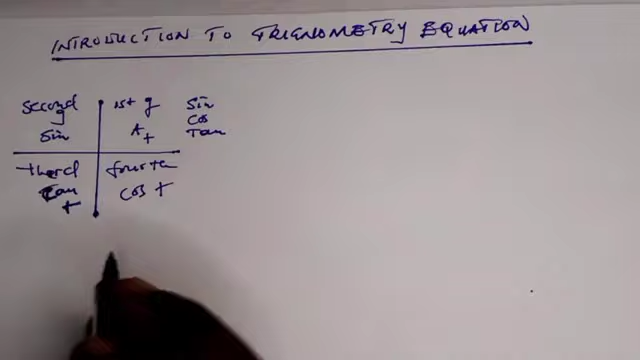 INTRODUCTION TO TRIGNOMETRY EQUATION
second 1st q Sin
q Cos
Sin A+ Tan
third fourth
Tan cos +
+